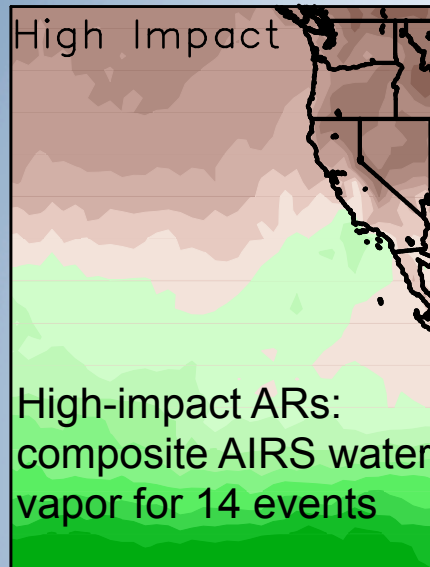 High Impact
High-impact ARs:
composite AIRS water
vapor for 14 events